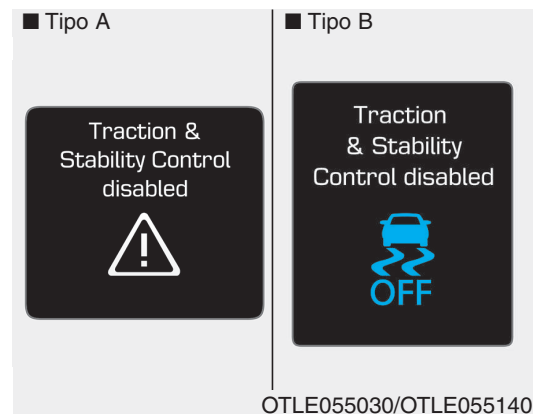 ■ Tipo A
Traction &
Stability Control
disabled
■ Tipo B
Traction
& Stability
Control disabled
OFF
OTLE055030/OTLE055140